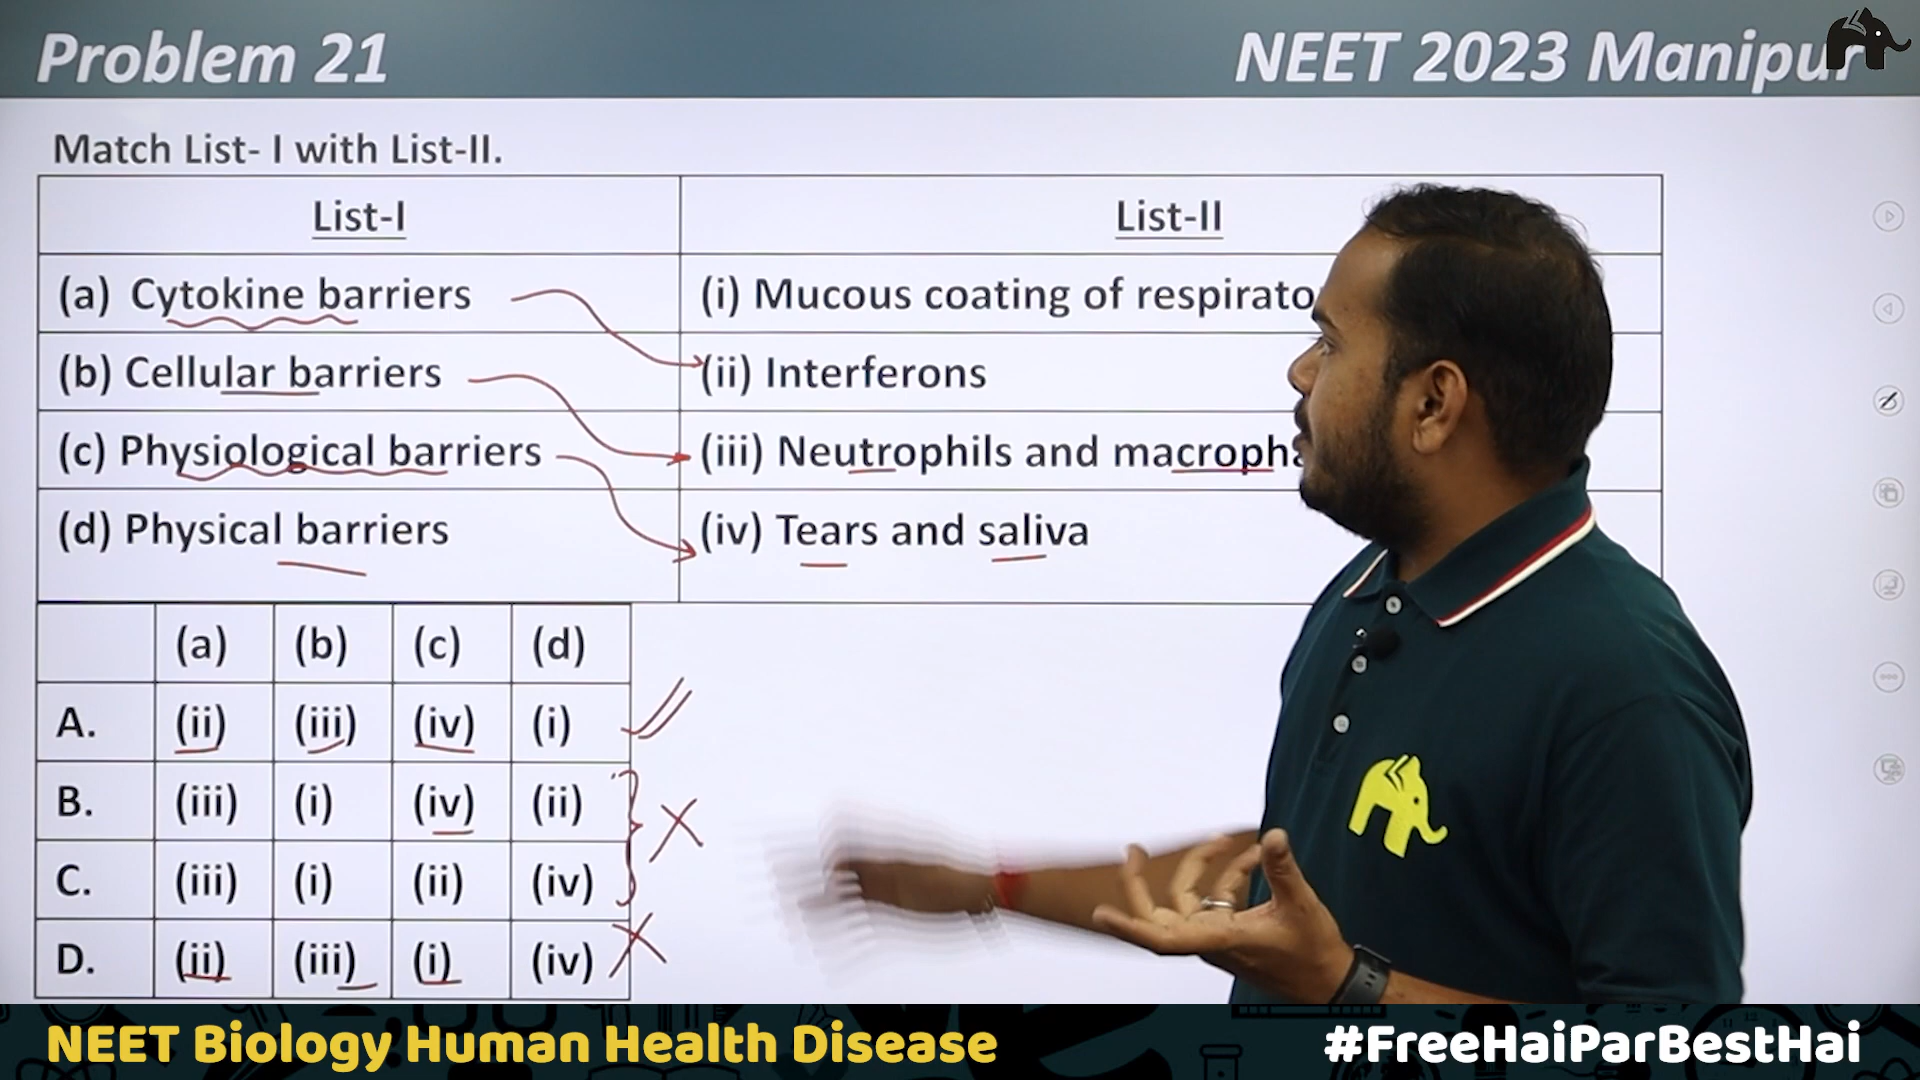 Problem 21
NEET 2023 Manipur
Match List- I with List-II.
List-I
List-II
(a) Cytokine barriers
(i) Mucous coating of
(b) Cellular barriers
(ii) Interferons
(c) Physiological barriers
(iii) Neutrophils and
(d) Physical barriers
(iv) Tears and saliva
(a) (b) (c) (d)
A. (ii) (iii) (iv) (i)
B. (iii) (i) (iv) (ii)
C. (iii) (i) (ii) (iv)
D. (ii) (iii) (i) (iv)
NEET Biology Human Health Disease
#FreeHaiParBestHai